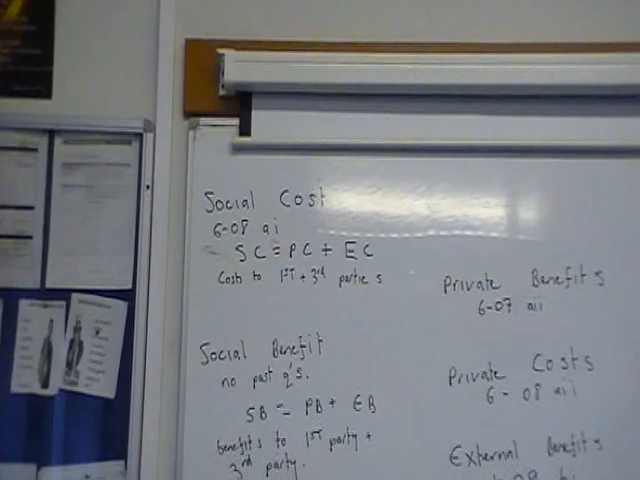 Social Cost
6-08 ai
SC = PC + EC
Costs to 1ST + 3rd parties
Social Benefit
no past q's.
SB = PB + EB
benefits to 1ST party +
3rd party.
Private Benefits
6-07 aii
Private Costs
6-08 aii
External Benefits